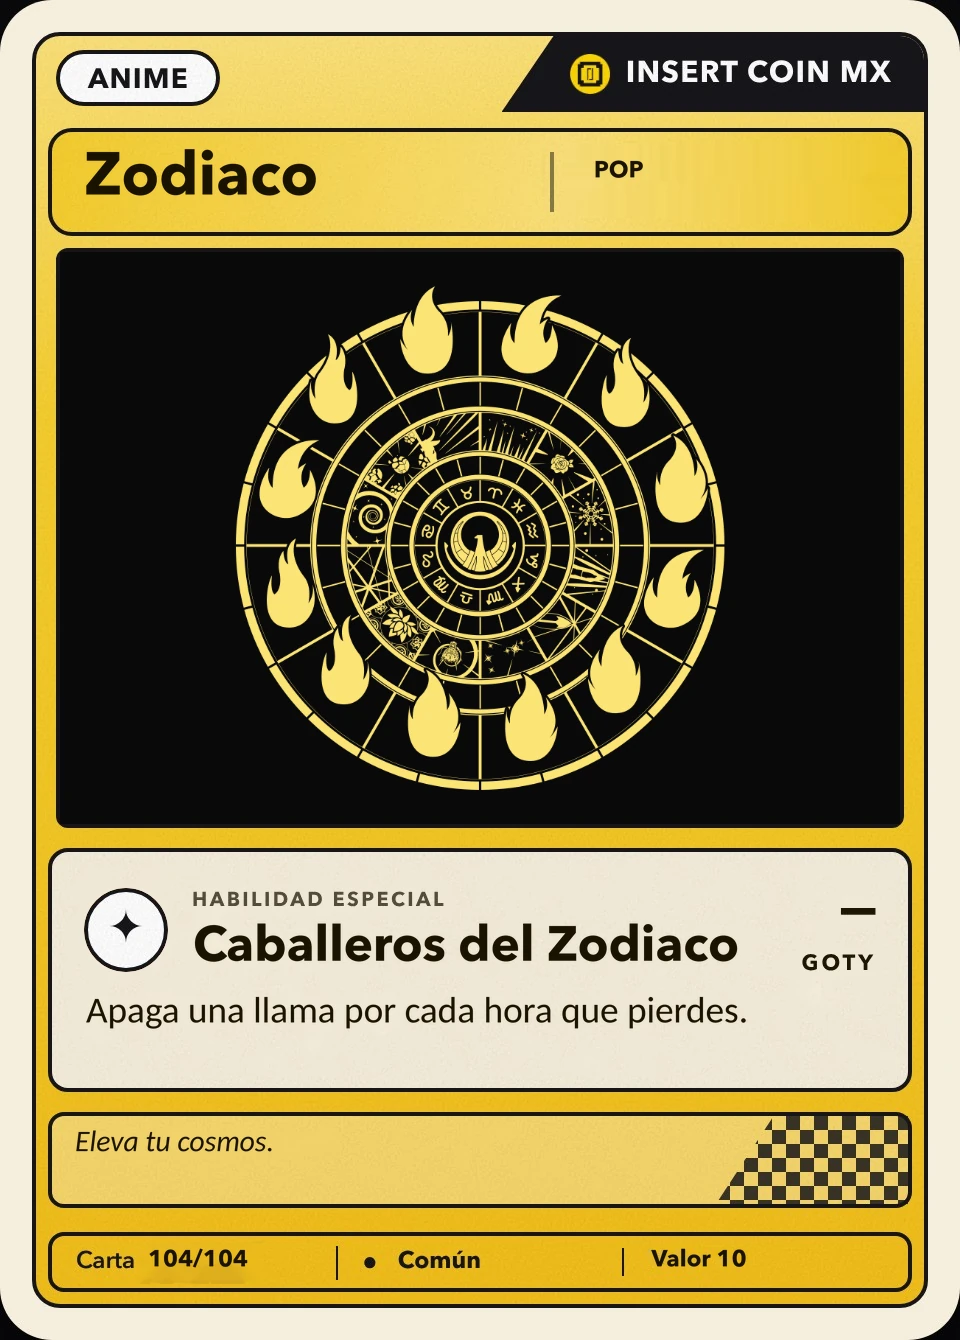 ANIME
INSERT COIN MX
Zodiaco
POP
♉ ♈
♊ ♓
♋ ♒
♌ ♑
♍ ♐
♎ ♏
HABILIDAD ESPECIAL
Caballeros del Zodiaco
—
GOTY
Apaga una llama por cada hora que pierdes.
Eleva tu cosmos.
Carta 104/104
• Común
Valor 10